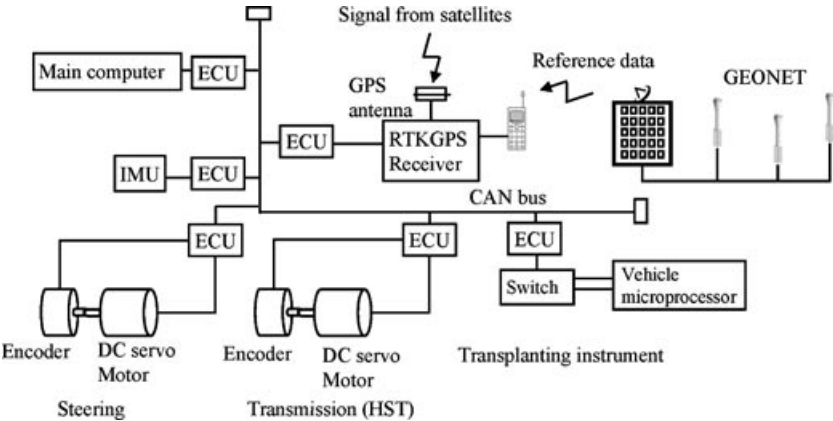 Signal from satellites
Main computer
ECU
GPS
antenna
Reference data
GEONET
ECU
RTKGPS
Receiver
IMU
ECU
CAN bus
ECU
ECU
ECU
Switch
Vehicle
microprocessor
Encoder
DC servo
Motor
Encoder
DC servo
Motor
Transplanting instrument
Steering
Transmission (HST)